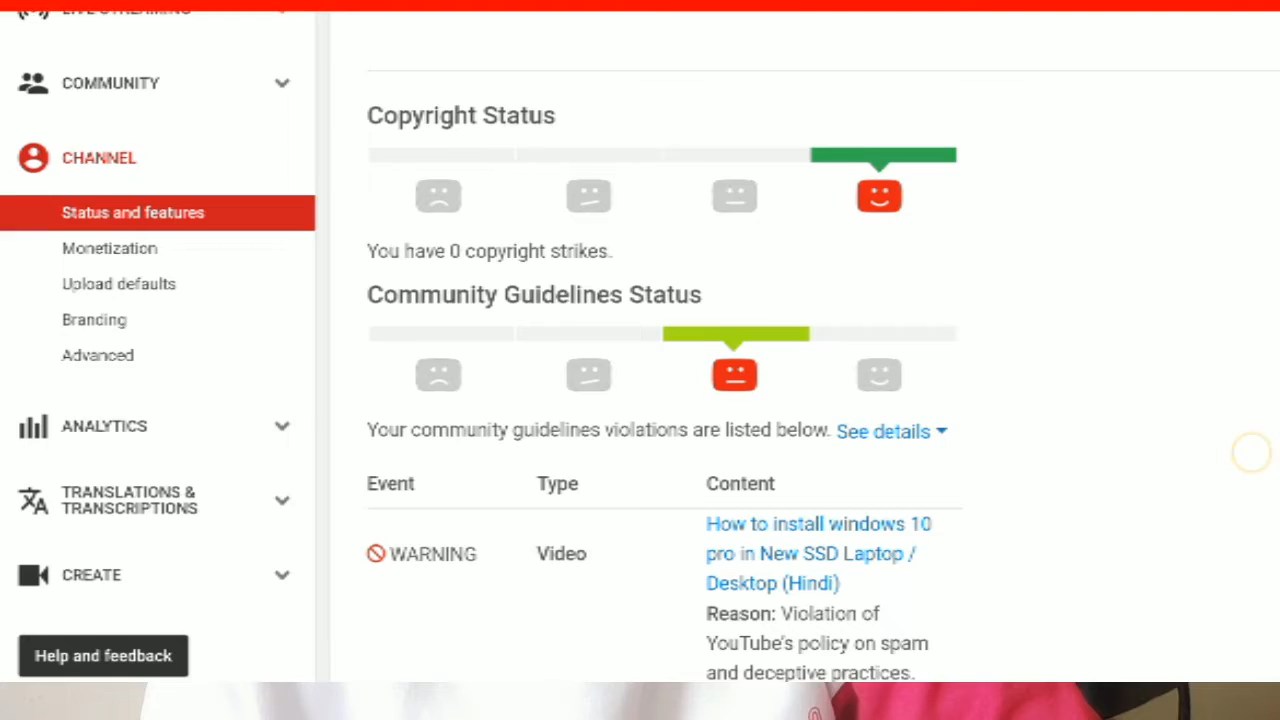 LIVE STREAMING
COMMUNITY
CHANNEL
Status and features
Monetization
Upload defaults
Branding
Advanced
ANALYTICS
TRANSLATIONS &
TRANSCRIPTIONS
CREATE
Help and feedback
Copyright Status
You have 0 copyright strikes.
Community Guidelines Status
Your community guidelines violations are listed below. See details
Event Type Content
WARNING Video
How to install windows 10
pro in New SSD Laptop /
Desktop (Hindi)
Reason: Violation of
YouTube's policy on spam
and deceptive practices.